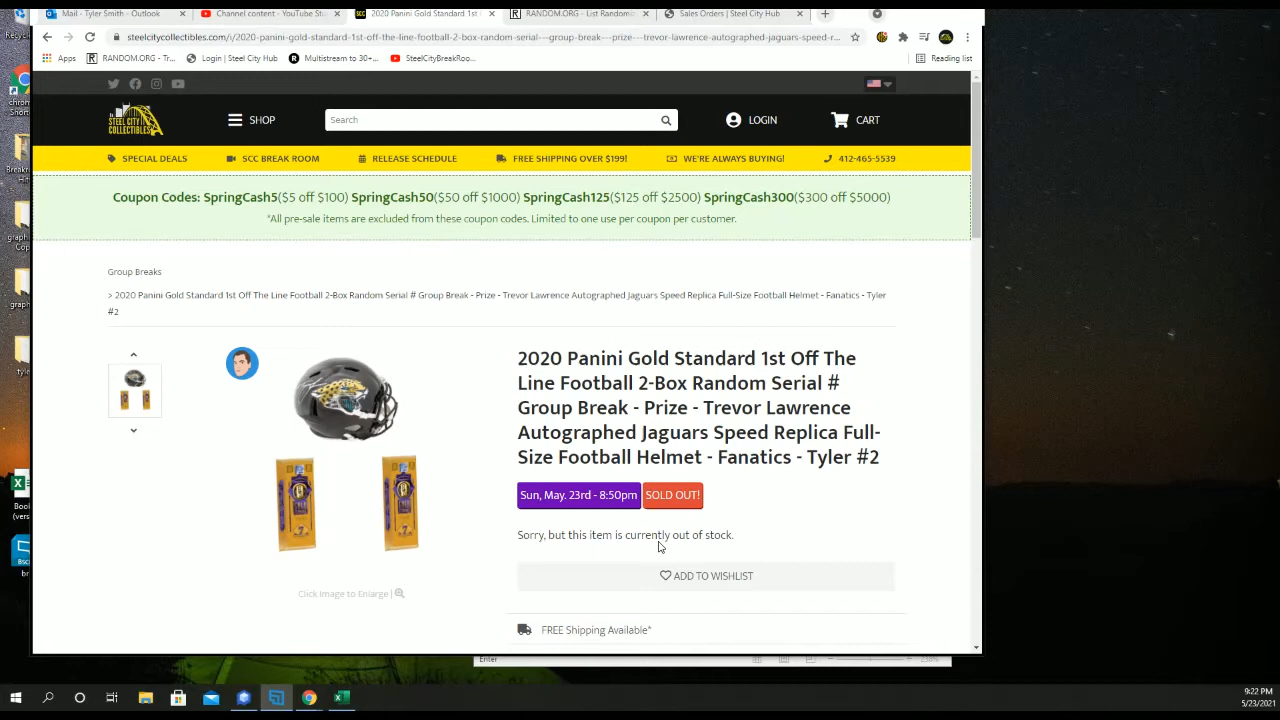 Mail - Tyler Smith - Outlook
Channel content - YouTube Stu
2020 Panini Gold Standard 1st
RANDOM.ORG - List Randomi
Sales Orders | Steel City Hub
steelcitycollectibles.com/i/2020-panini-gold-standard-1st-off-the-line-football-2-box-random-serial---group-break---prize---trevor-lawrence-autographed-jaguars-speed-r...
Apps
RANDOM.ORG - Tr...
Login | Steel City Hub
Multistream to 30+...
SteelCityBreakRoo...
Reading list
STEEL CITY
COLLECTIBLES
SHOP
Search
LOGIN
CART
SPECIAL DEALS
SCC BREAK ROOM
RELEASE SCHEDULE
FREE SHIPPING OVER $199!
WE'RE ALWAYS BUYING!
412-465-5539
Coupon Codes: SpringCash5($5 off $100) SpringCash50($50 off $1000) SpringCash125($125 off $2500) SpringCash300($300 off $5000)
*All pre-sale items are excluded from these coupon codes. Limited to one use per coupon per customer.
Group Breaks
> 2020 Panini Gold Standard 1st Off The Line Football 2-Box Random Serial # Group Break - Prize - Trevor Lawrence Autographed Jaguars Speed Replica Full-Size Football Helmet - Fanatics - Tyler
#2
2020 Panini Gold Standard 1st Off The
Line Football 2-Box Random Serial #
Group Break - Prize - Trevor Lawrence
Autographed Jaguars Speed Replica Full-
Size Football Helmet - Fanatics - Tyler #2
Sun, May. 23rd - 8:50pm
SOLD OUT!
Sorry, but this item is currently out of stock.
ADD TO WISHLIST
Click Image to Enlarge |
FREE Shipping Available*
Enter
9:22 PM
5/23/2021